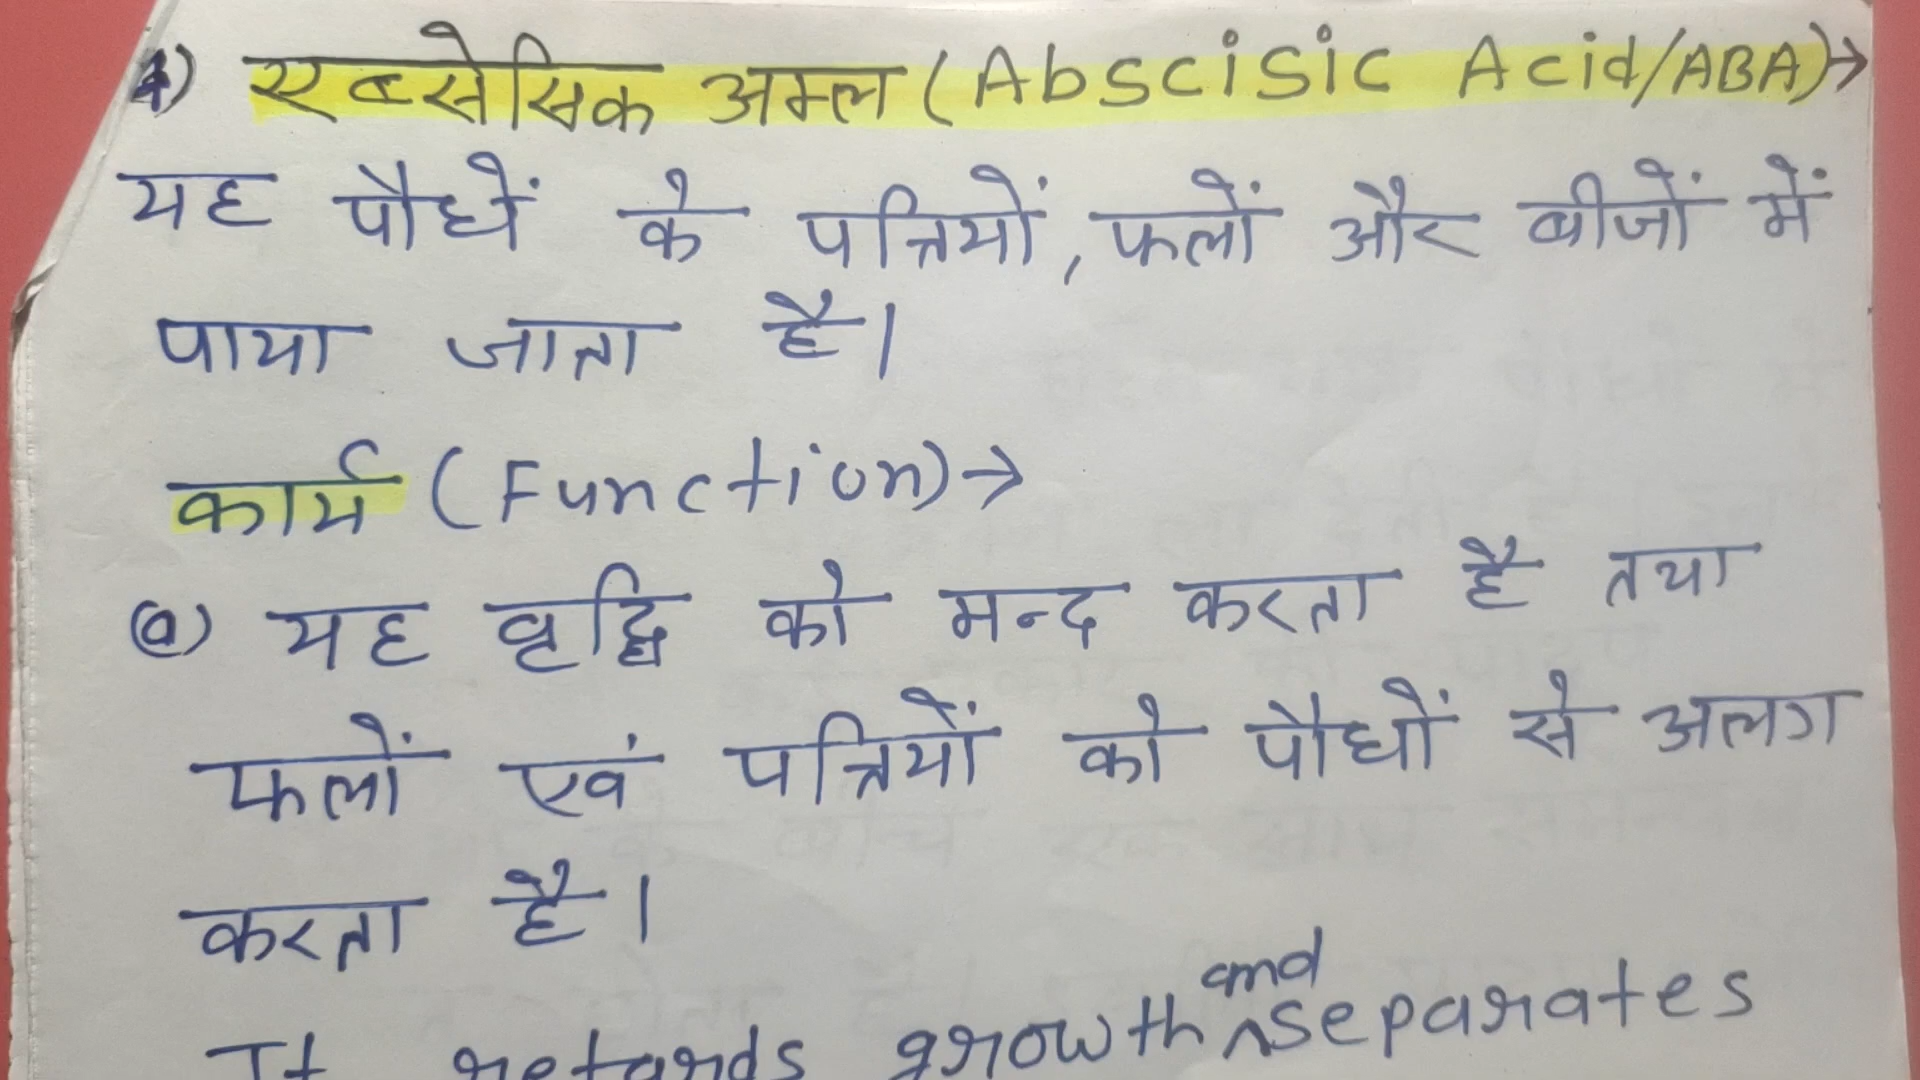 4) एब्सेसिक अम्ल (Abscisic Acid/ABA)→
यह पौधें के पत्तियों, फलों और बीजों में
पाया जाता है।
कार्य (Function)→
(a) यह वृद्धि को मन्द करता है तथा
फलों एवं पत्तियों को पौधों से अलग
करता है।
It retards growth and separates